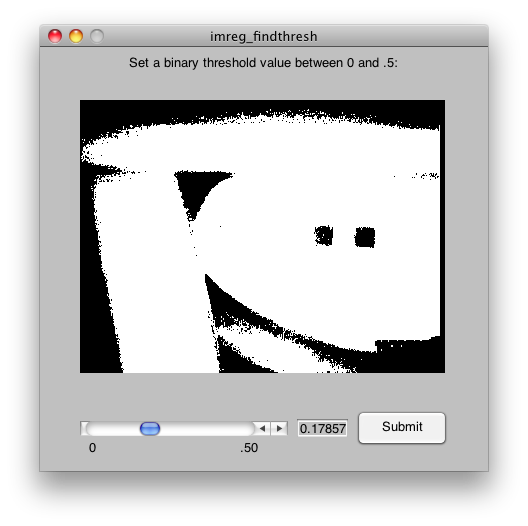 imreg_findthresh
Set a binary threshold value between 0 and .5:
0.17857
Submit
0 .50